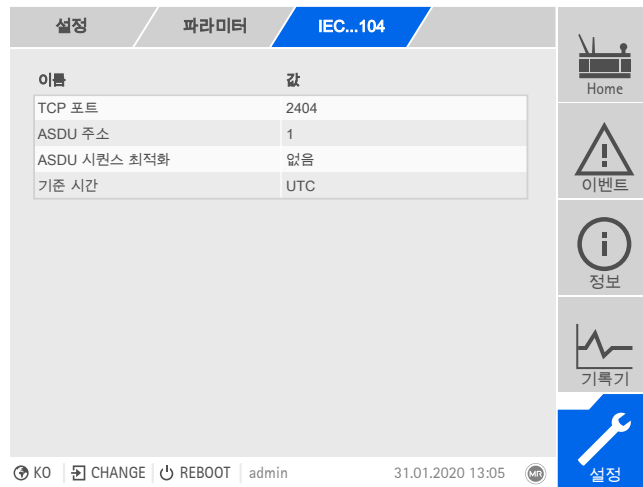 설정 파라미터 IEC...104
이름 값
TCP 포트 2404
ASDU 주소 1
ASDU 시퀀스 최적화 없음
기준 시간 UTC
Home
이벤트
정보
기록기
설정
KO CHANGE REBOOT admin 31.01.2020 13:05 MR